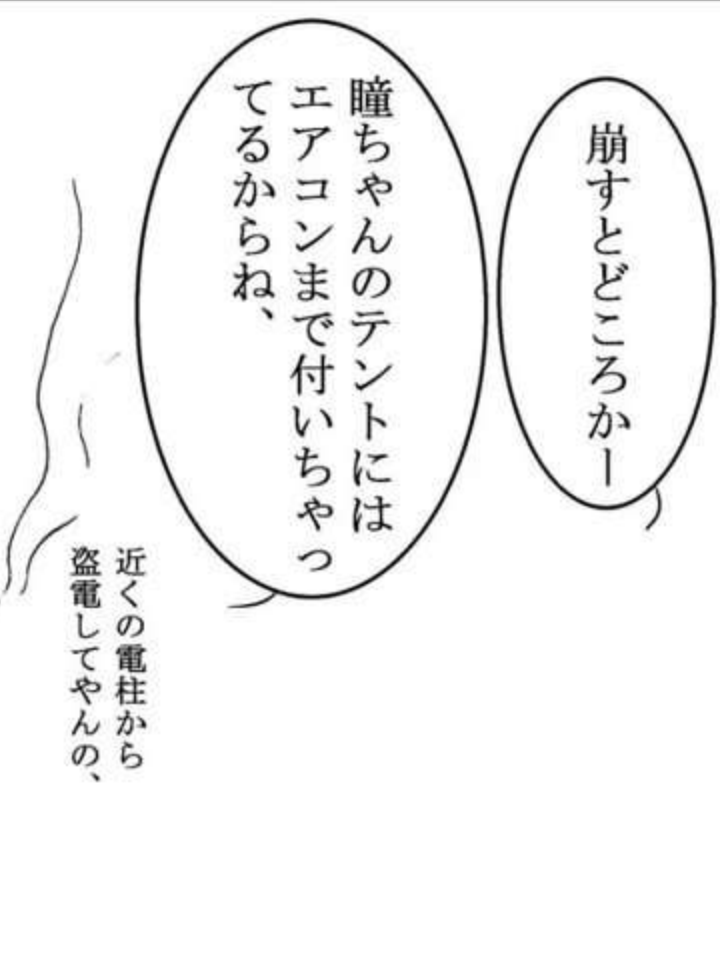 崩すとどころかー
瞳ちゃんのテントには
エアコンまで付いちゃっ
てるからね、
近くの電柱から
盗電してやんの、